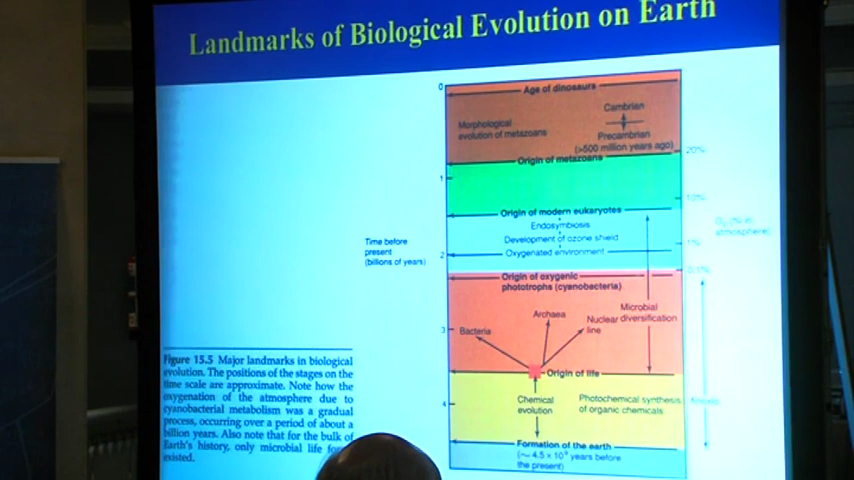 Landmarks of Biological Evolution on Earth
0
Age of dinosaurs
Cambrian
Morphological
evolution of metazoans
Precambrian
(>500 million years ago)
20%
Origin of metazoans
1
10%
Origin of modern eukaryotes
Endosymbiosis
O₂ (% in
atmosphere)
Time before
present
(billions of years)
Development of ozone shield
1%
2
Oxygenated environment
0.1%
Origin of oxygenic
phototrophs (cyanobacteria)
Microbial
diversification
Archaea
Nuclear
line
3
Bacteria
Origin of life
Chemical
evolution
Photochemical synthesis
of organic chemicals
4
Formation of the earth
(~ 4.5 x 10⁹ years before
the present)
Figure 15.5 Major landmarks in biological
evolution. The positions of the stages on the
time scale are approximate. Note how the
oxygenation of the atmosphere due to
cyanobacterial metabolism was a gradual
process, occurring over a period of about a
billion years. Also note that for the bulk of
Earth's history, only microbial life
existed.